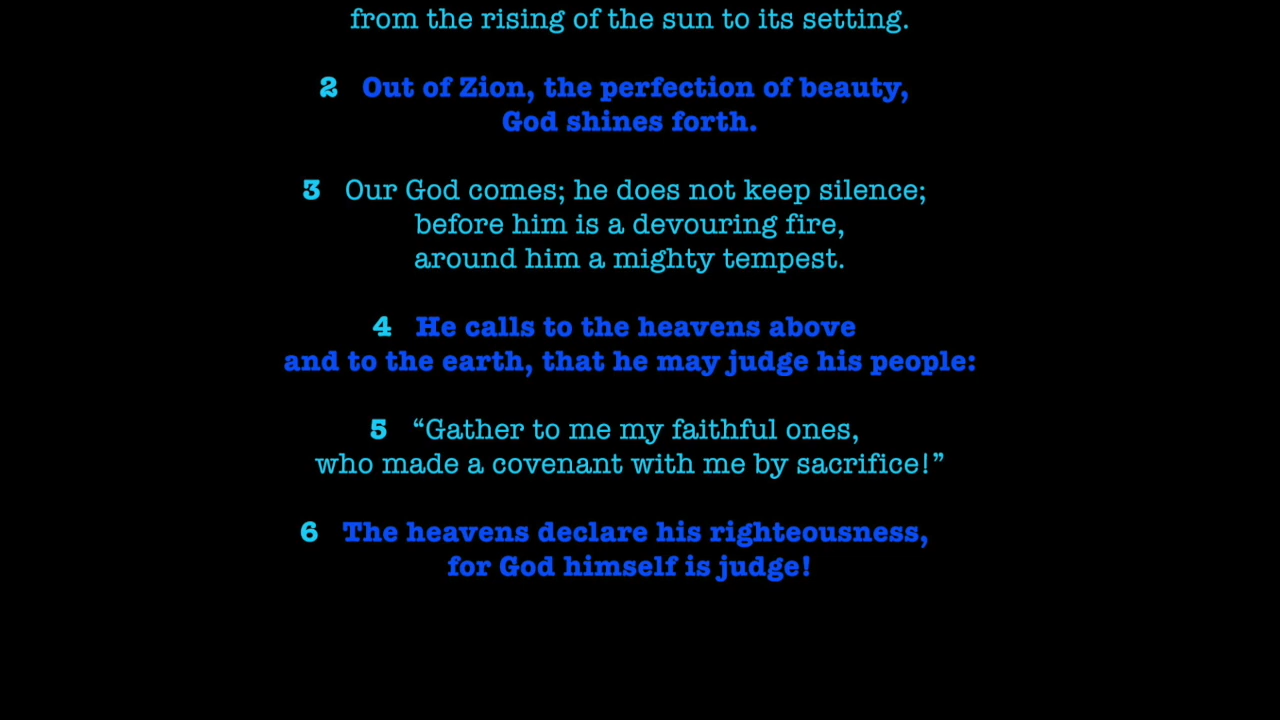 from the rising of the sun to its setting.
2 Out of Zion, the perfection of beauty,
God shines forth.
3 Our God comes; he does not keep silence;
before him is a devouring fire,
around him a mighty tempest.
4 He calls to the heavens above
and to the earth, that he may judge his people:
5 “Gather to me my faithful ones,
who made a covenant with me by sacrifice!”
6 The heavens declare his righteousness,
for God himself is judge!